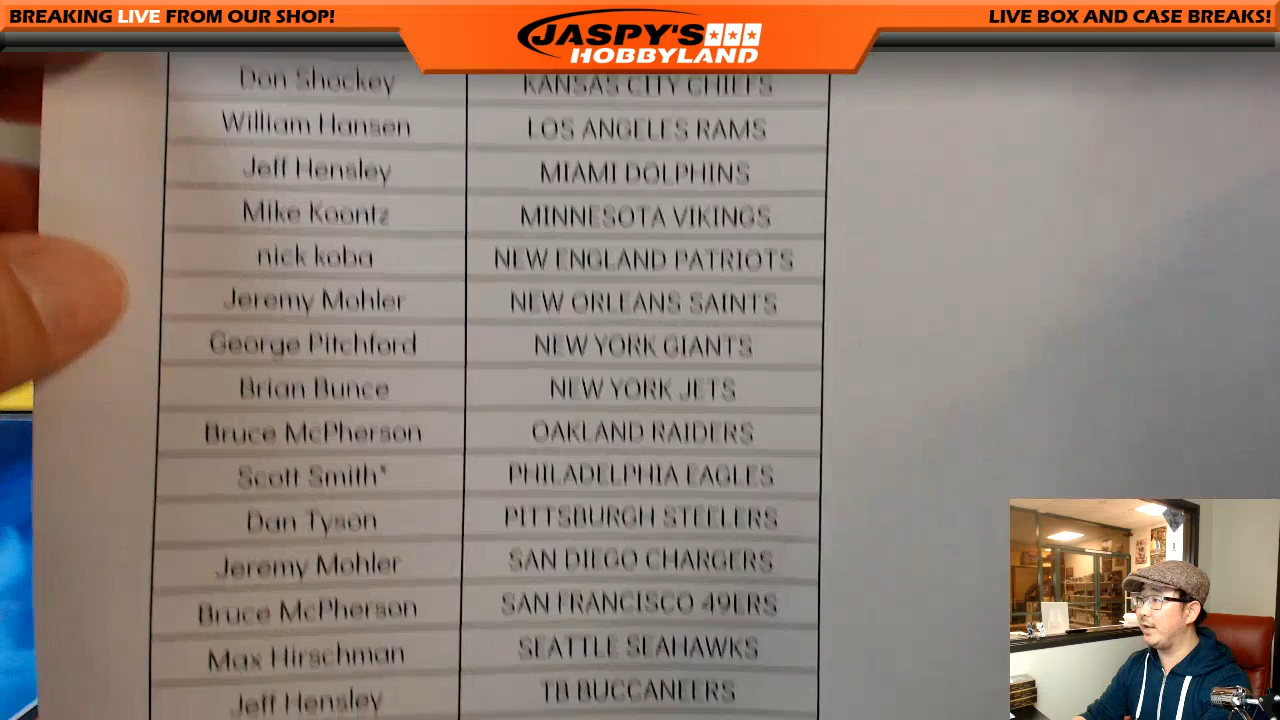 BREAKING LIVE FROM OUR SHOP!
JASPY'S
HOBBYLAND
LIVE BOX AND CASE BREAKS!
Don Shockey KANSAS CITY CHIEFS
William Hansen LOS ANGELES RAMS
Jeff Hensley MIAMI DOLPHINS
Mike Koontz MINNESOTA VIKINGS
nick koba NEW ENGLAND PATRIOTS
Jeremy Mohler NEW ORLEANS SAINTS
George Pitchford NEW YORK GIANTS
Brian Bunce NEW YORK JETS
Bruce McPherson OAKLAND RAIDERS
Scott Smith* PHILADELPHIA EAGLES
Dan Tyson PITTSBURGH STEELERS
Jeremy Mohler SAN DIEGO CHARGERS
Bruce McPherson SAN FRANCISCO 49ERS
Max Hirschman SEATTLE SEAHAWKS
Jeff Hensley TB BUCCANEERS